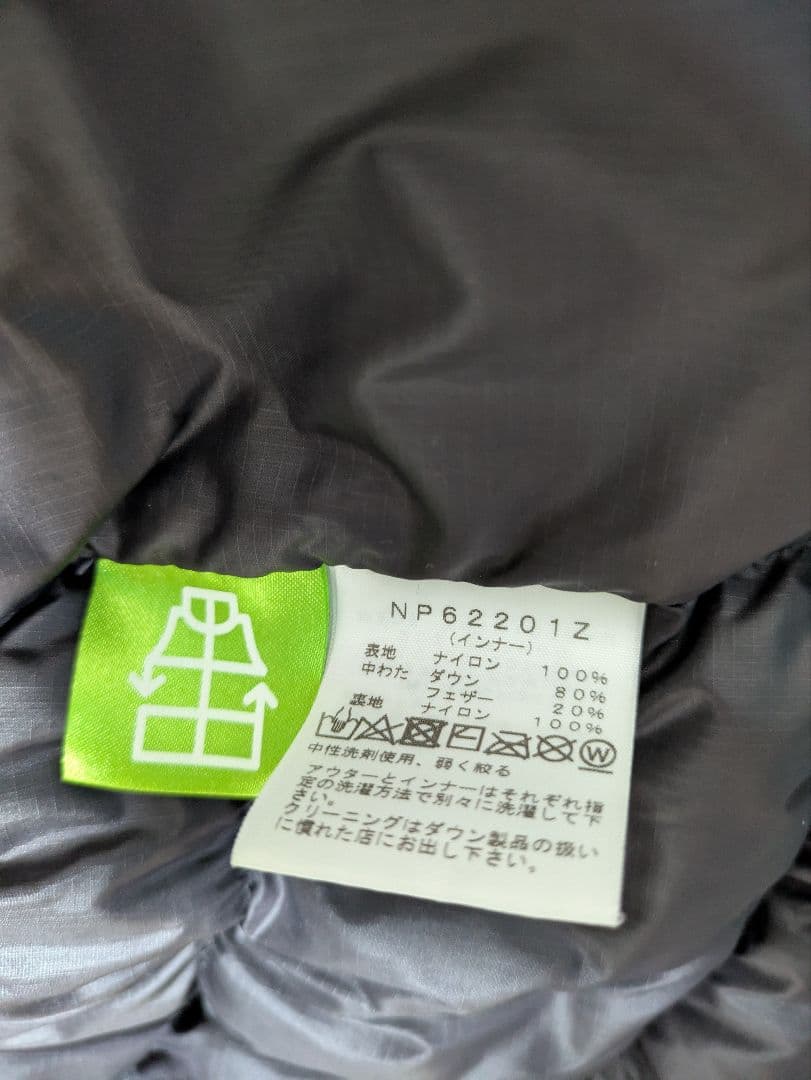 NP62201Z
(インナー)
表地 ナイロン 100%
中わた ダウン 80%
フェザー 20%
裏地 ナイロン 100%
W
中性洗剤使用、弱く絞る
アウターとインナーはそれぞれ指
定の洗濯方法で別々に洗濯して下
さい。
クリーニングはダウン製品の扱い
に慣れた店にお出し下さい。